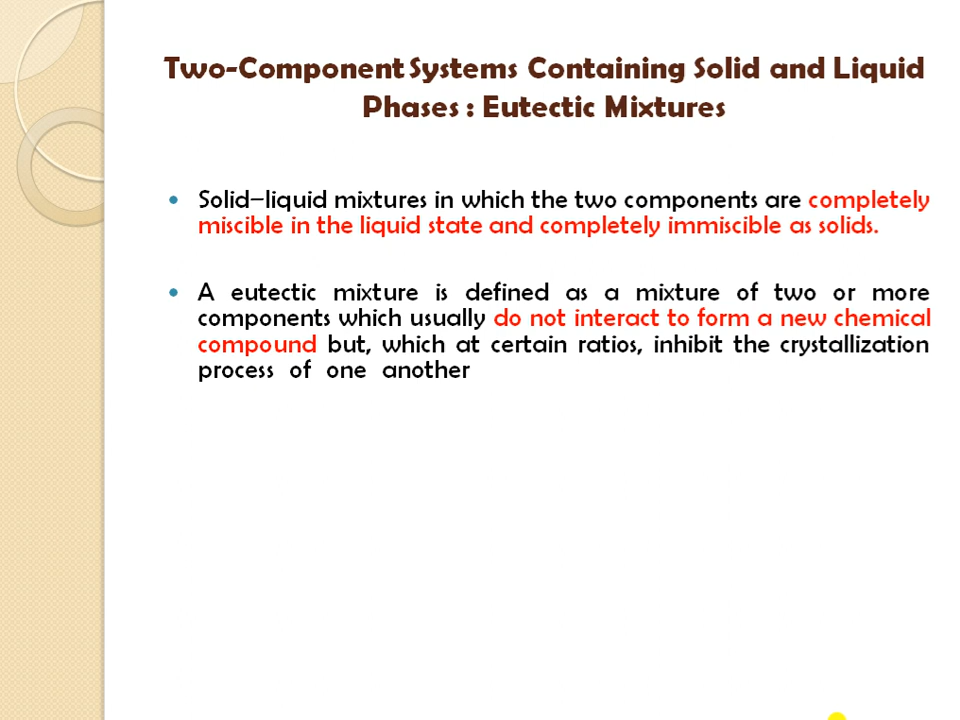 Two-Component Systems Containing Solid and Liquid
Phases : Eutectic Mixtures
• Solid–liquid mixtures in which the two components are completely
miscible in the liquid state and completely immiscible as solids.
• A eutectic mixture is defined as a mixture of two or more
components which usually do not interact to form a new chemical
compound but, which at certain ratios, inhibit the crystallization
process of one another